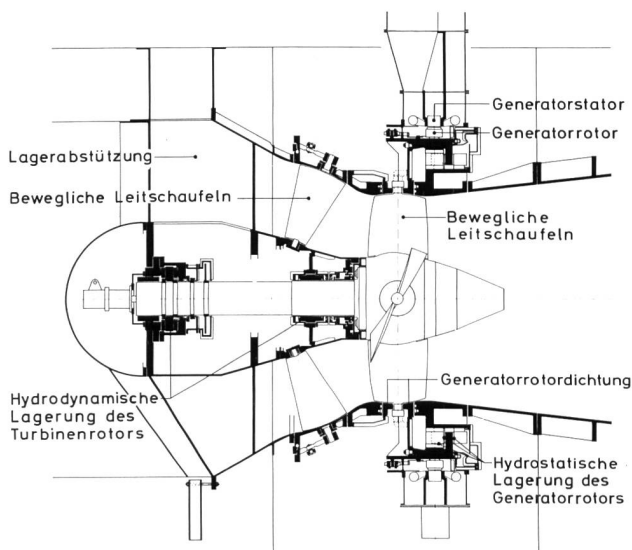 Generatorstator
Generatorrotor
Lagerabstützung
Bewegliche Leitschaufeln
Bewegliche
Leitschaufeln
Generatorrotordichtung
Hydrodynamische
Lagerung des
Turbinenrotors
Hydrostatische
Lagerung des
Generatorrotors